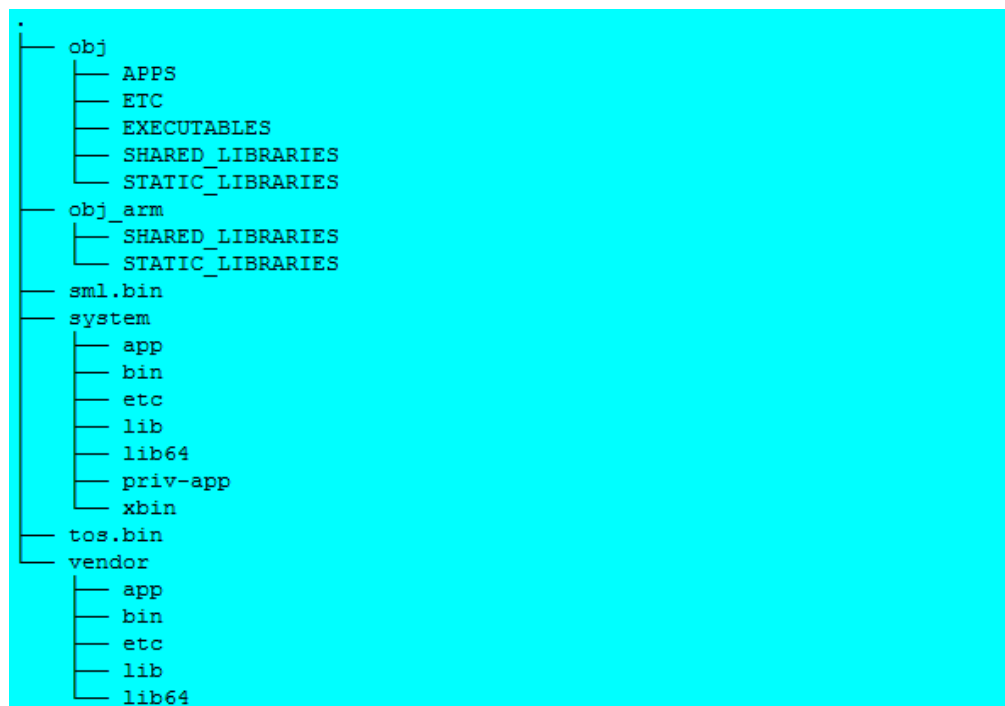 .
├── obj
│   ├── APPS
│   ├── ETC
│   ├── EXECUTABLES
│   ├── SHARED_LIBRARIES
│   └── STATIC_LIBRARIES
├── obj_arm
│   ├── SHARED_LIBRARIES
│   └── STATIC_LIBRARIES
├── sml.bin
├── system
│   ├── app
│   ├── bin
│   ├── etc
│   ├── lib
│   ├── lib64
│   ├── priv-app
│   └── xbin
├── tos.bin
└── vendor
    ├── app
    ├── bin
    ├── etc
    ├── lib
    └── lib64